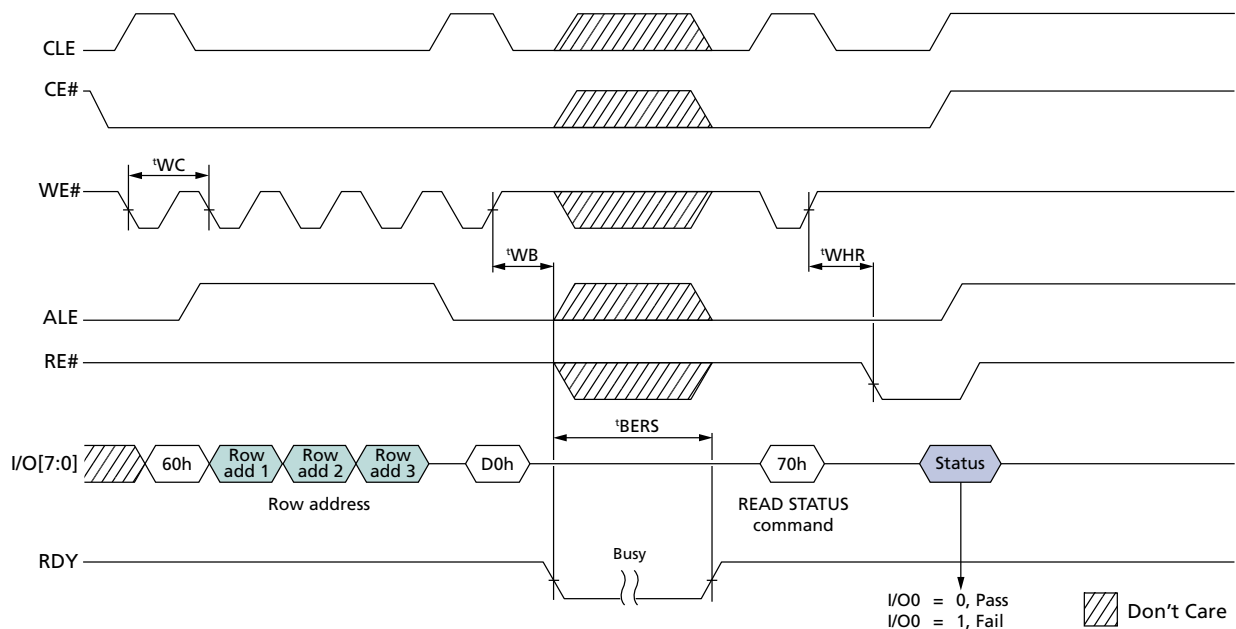 CLE
CE#
tWC
WE#
tWB
tWHR
ALE
RE#
tBERS
I/O[7:0]
60h
Row add 1
Row add 2
Row add 3
D0h
70h
Status
Row address
READ STATUS
command
RDY
Busy
I/O0 = 0, Pass
I/O0 = 1, Fail
Don't Care